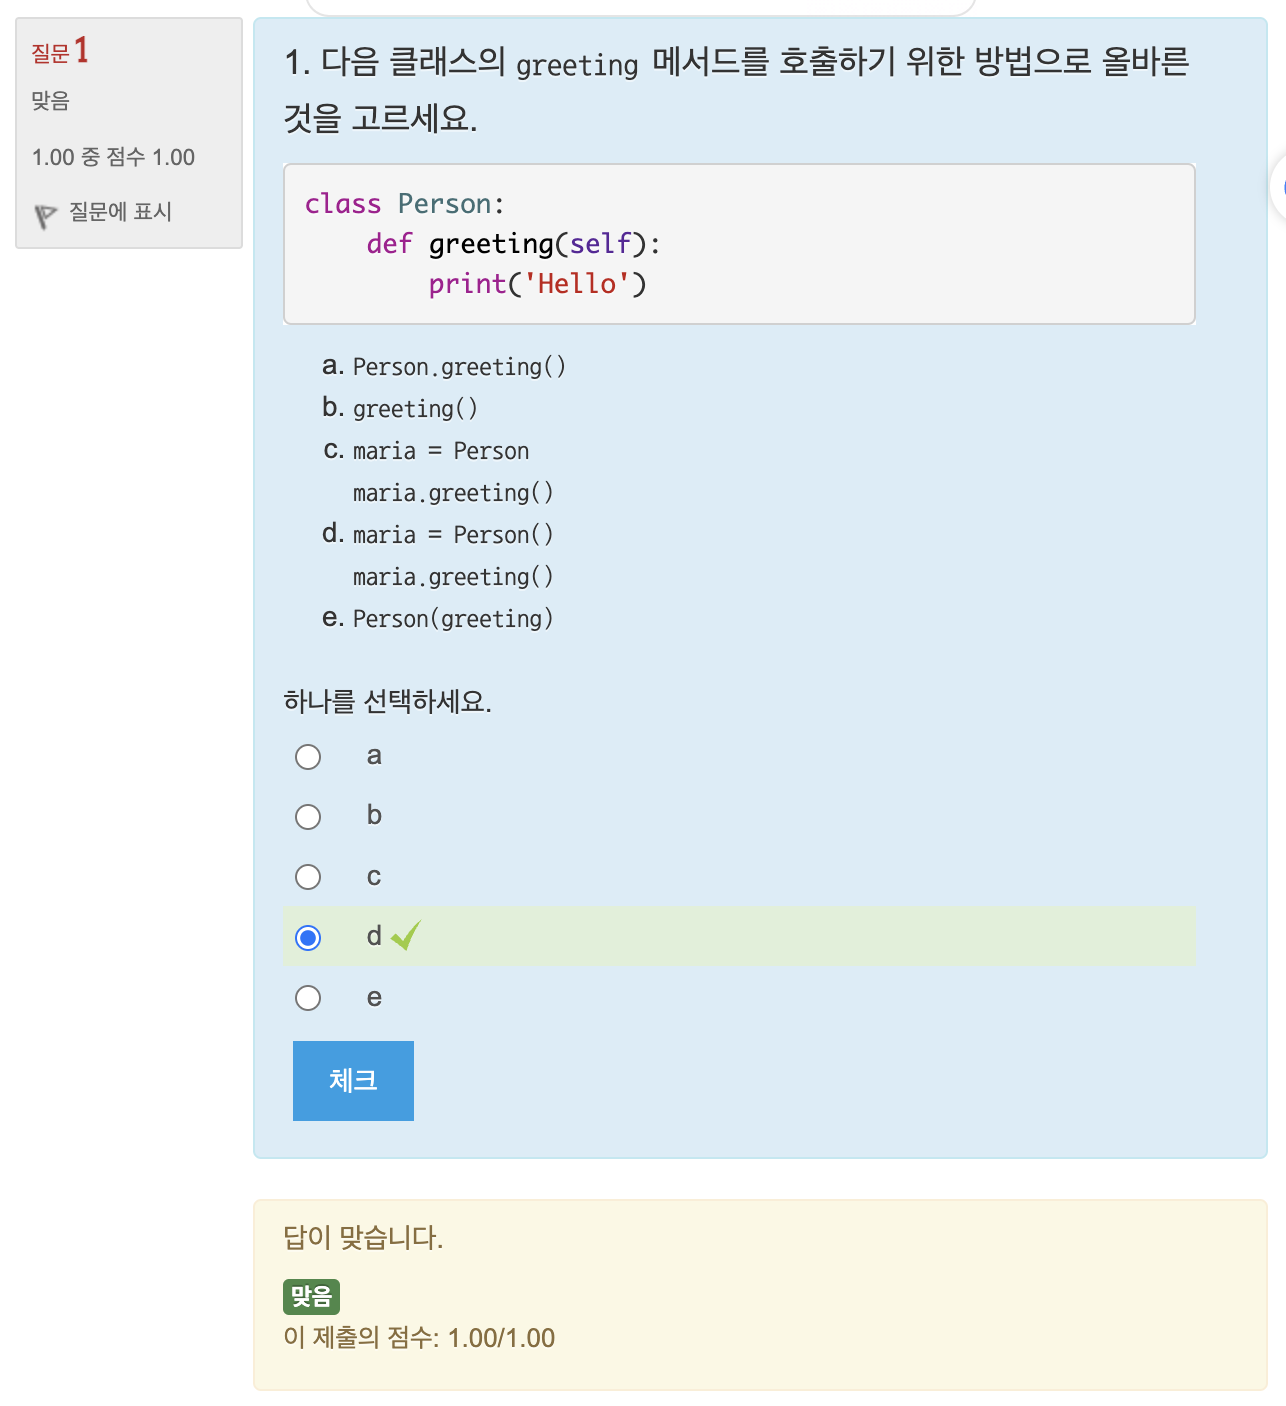 질문 1
맞음
1.00 중 점수 1.00
질문에 표시
1. 다음 클래스의 greeting 메서드를 호출하기 위한 방법으로 올바른
것을 고르세요.
class Person:
    def greeting(self):
        print('Hello')
a. Person.greeting()
b. greeting()
c. maria = Person
maria.greeting()
d. maria = Person()
maria.greeting()
e. Person(greeting)
하나를 선택하세요.
a
b
c
d
e
체크
답이 맞습니다.
맞음
이 제출의 점수: 1.00/1.00